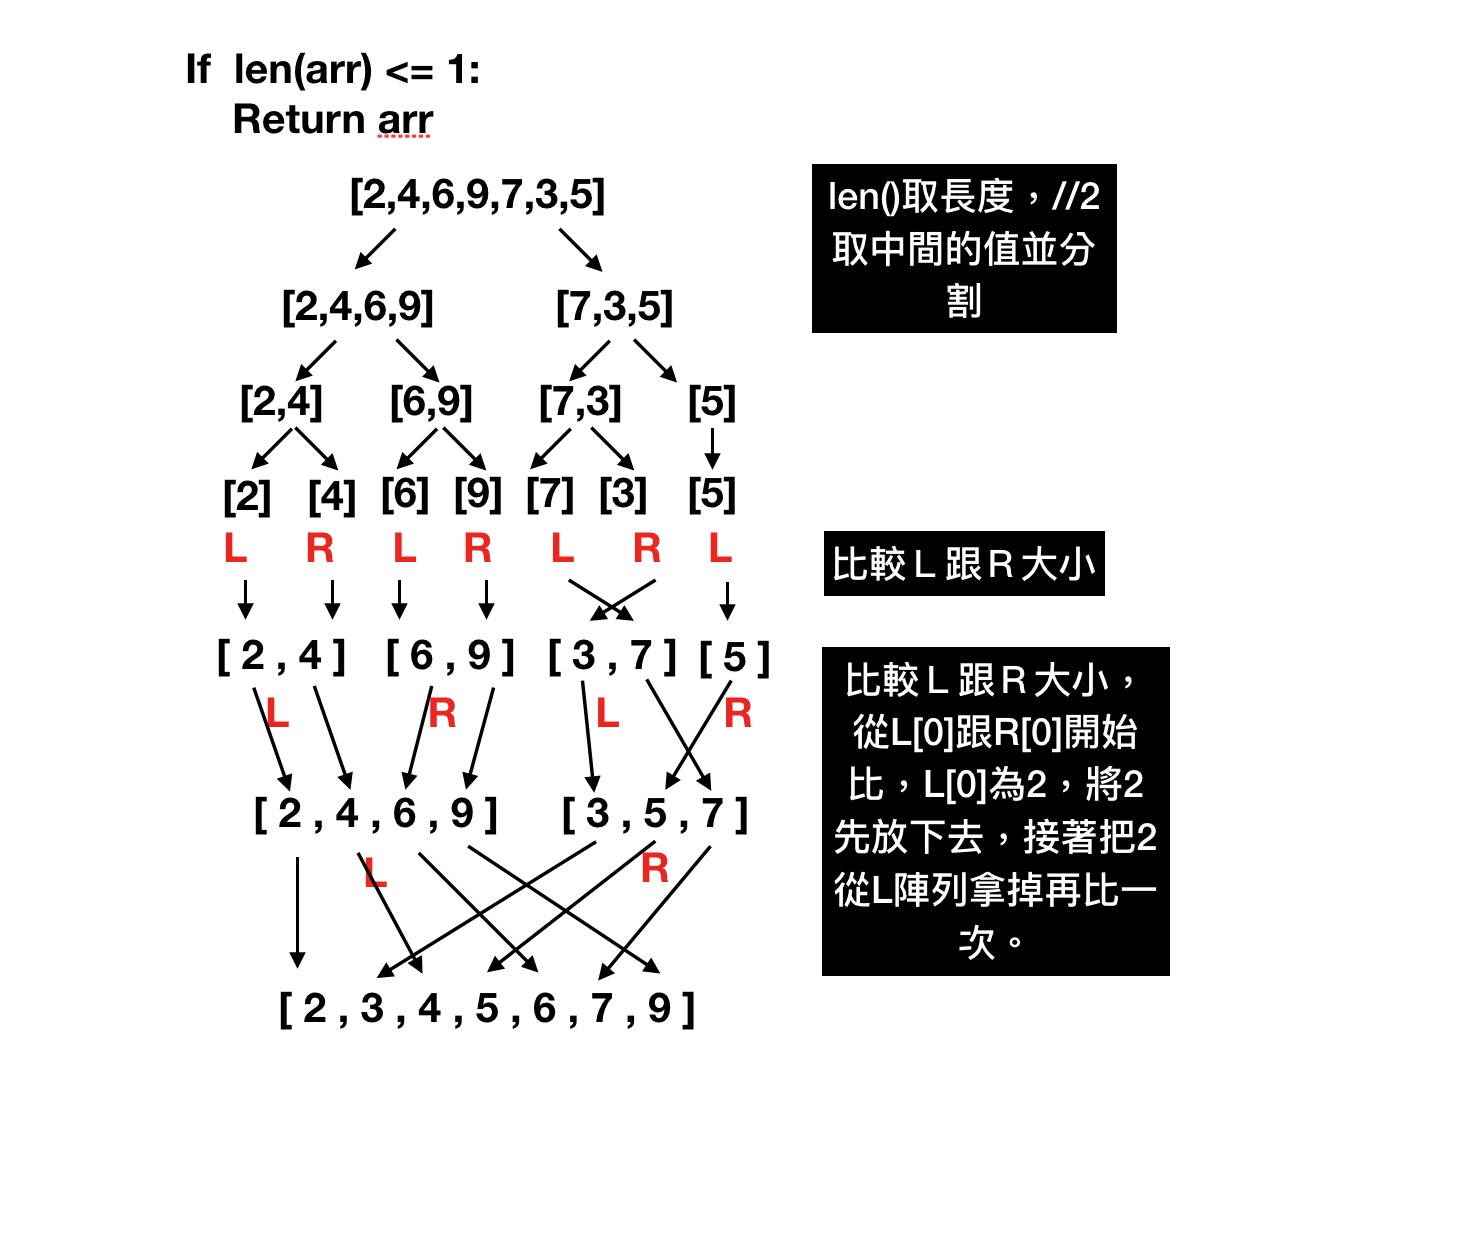 If len(arr) <= 1:
Return arr
[2,4,6,9,7,3,5]
len()取長度，//2
取中間的值並分
割
[2,4,6,9] [7,3,5]
[2,4] [6,9] [7,3] [5]
[2] [4] [6] [9] [7] [3] [5]
L R L R L R L
比較L跟R大小
[2,4] [6,9] [3,7] [5]
L R L R
比較L跟R大小，
從L[0]跟R[0]開始
比，L[0]為2，將2
先放下去，接著把2
從L陣列拿掉再比一
次。
[2,4,6,9] [3,5,7]
L R
[2,3,4,5,6,7,9]